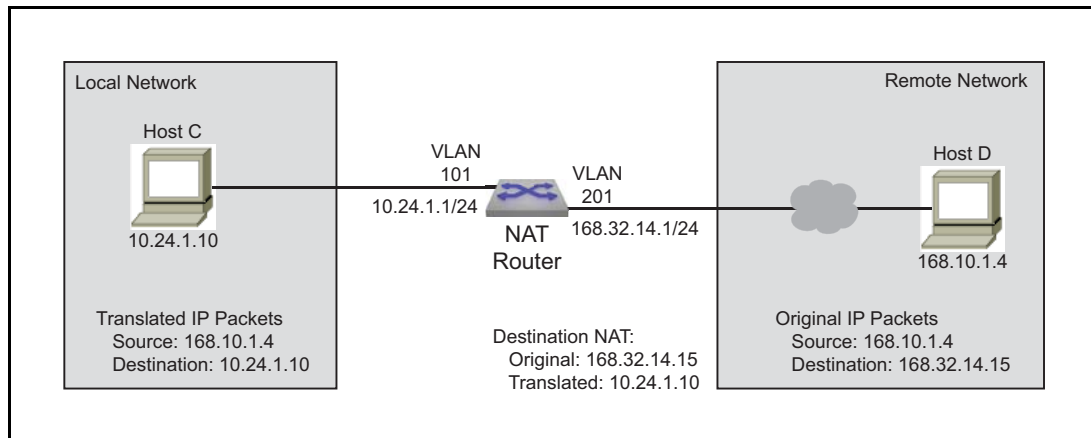 Local Network
Host C
10.24.1.10
Translated IP Packets
Source: 168.10.1.4
Destination: 10.24.1.10
VLAN
101
10.24.1.1/24
NAT
Router
VLAN
201
168.32.14.1/24
Destination NAT:
Original: 168.32.14.15
Translated: 10.24.1.10
Remote Network
Host D
168.10.1.4
Original IP Packets
Source: 168.10.1.4
Destination: 168.32.14.15